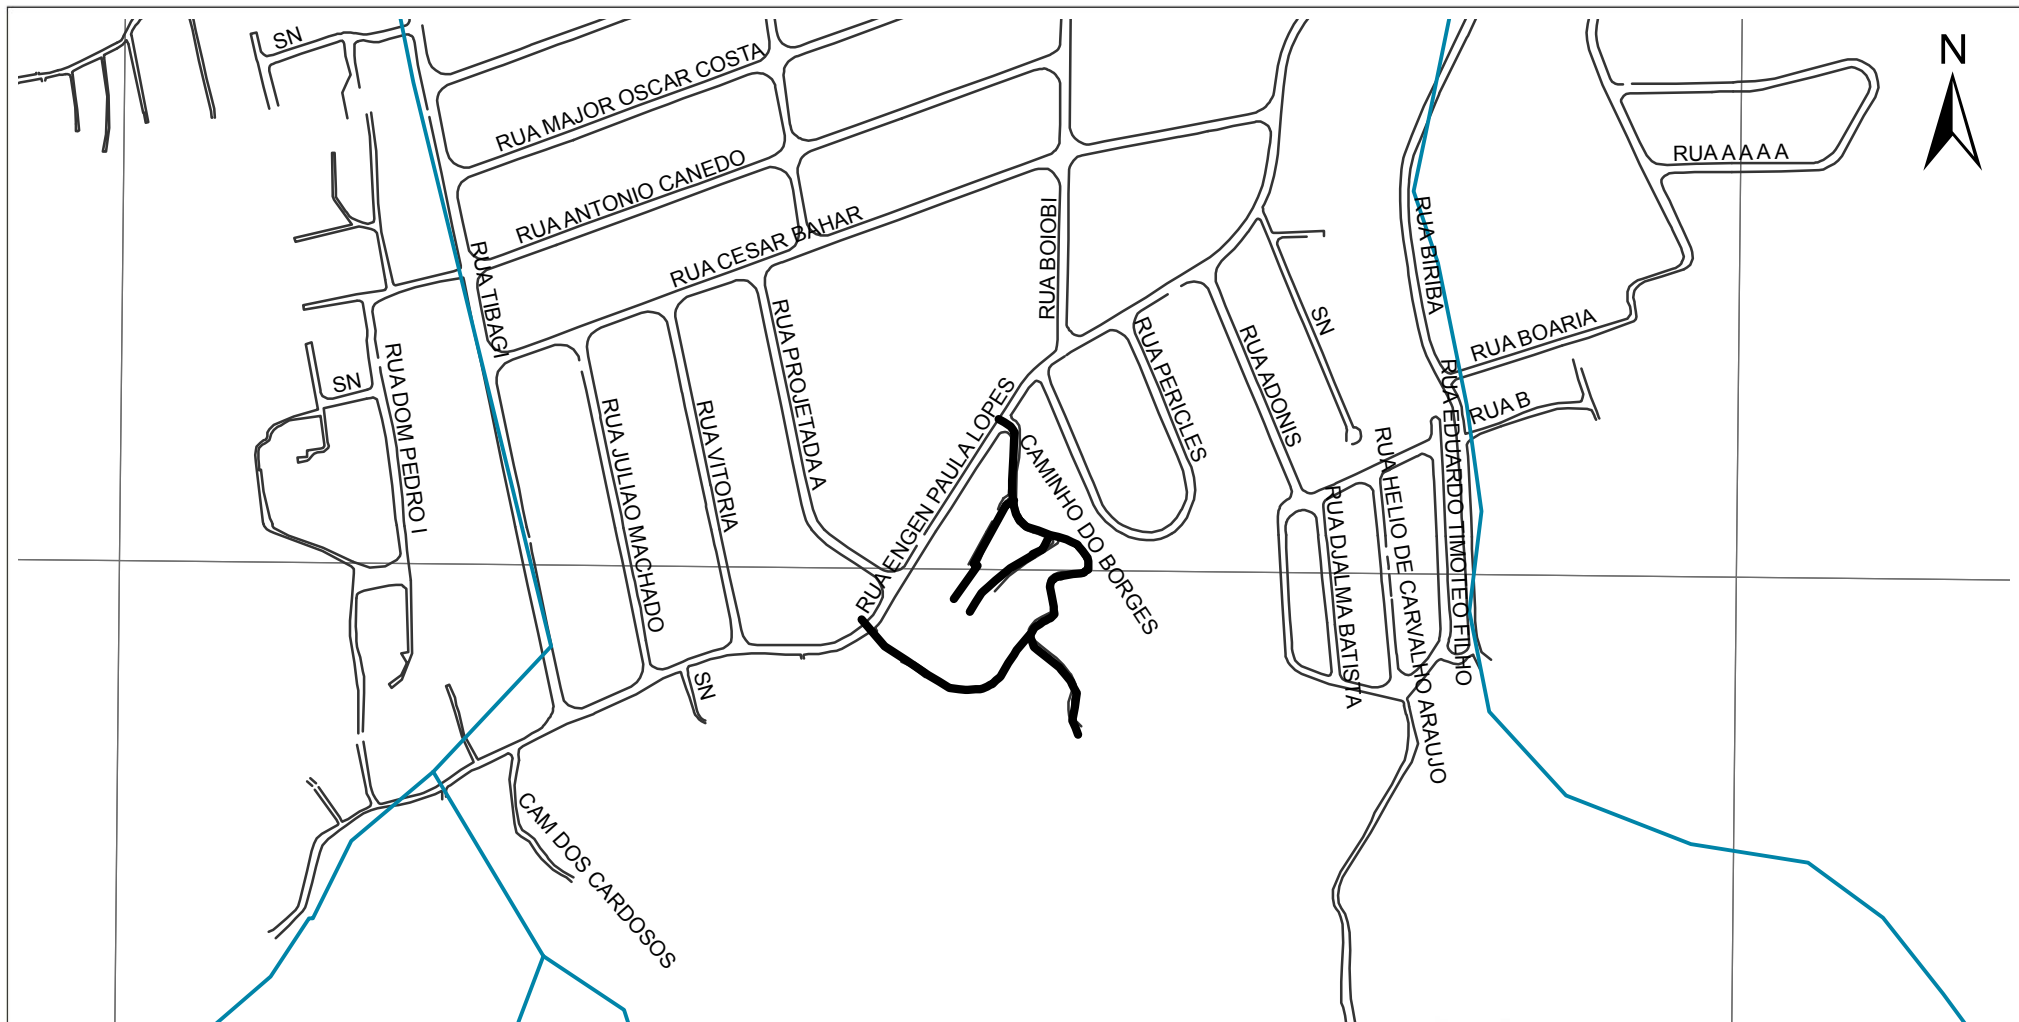 SN
N
RUA MAJOR OSCAR COSTA
RUA A A A A
RUA ANTONIO CANEDO
RUA CESAR BAHAR
RUA BOIOBI
RUA BIRIBA
RUA TIBAGI
RUA PROJETADA A
SN
RUA PERICLES
RUA ADONIS
RUA BOARIA
RUA DOM PEDRO I
SN
RUA B
RUA JULIAO MACHADO
RUA VITORIA
RUA ENGEN PAULA LOPES
CAMINHO DO BORGES
RUA EDUARDO TIMOTEO FILHO
RUA HELIO DE CARVALHO ARAUJO
RUA DJALMA BATISTA
SN
CAM DOS CARDOSOS